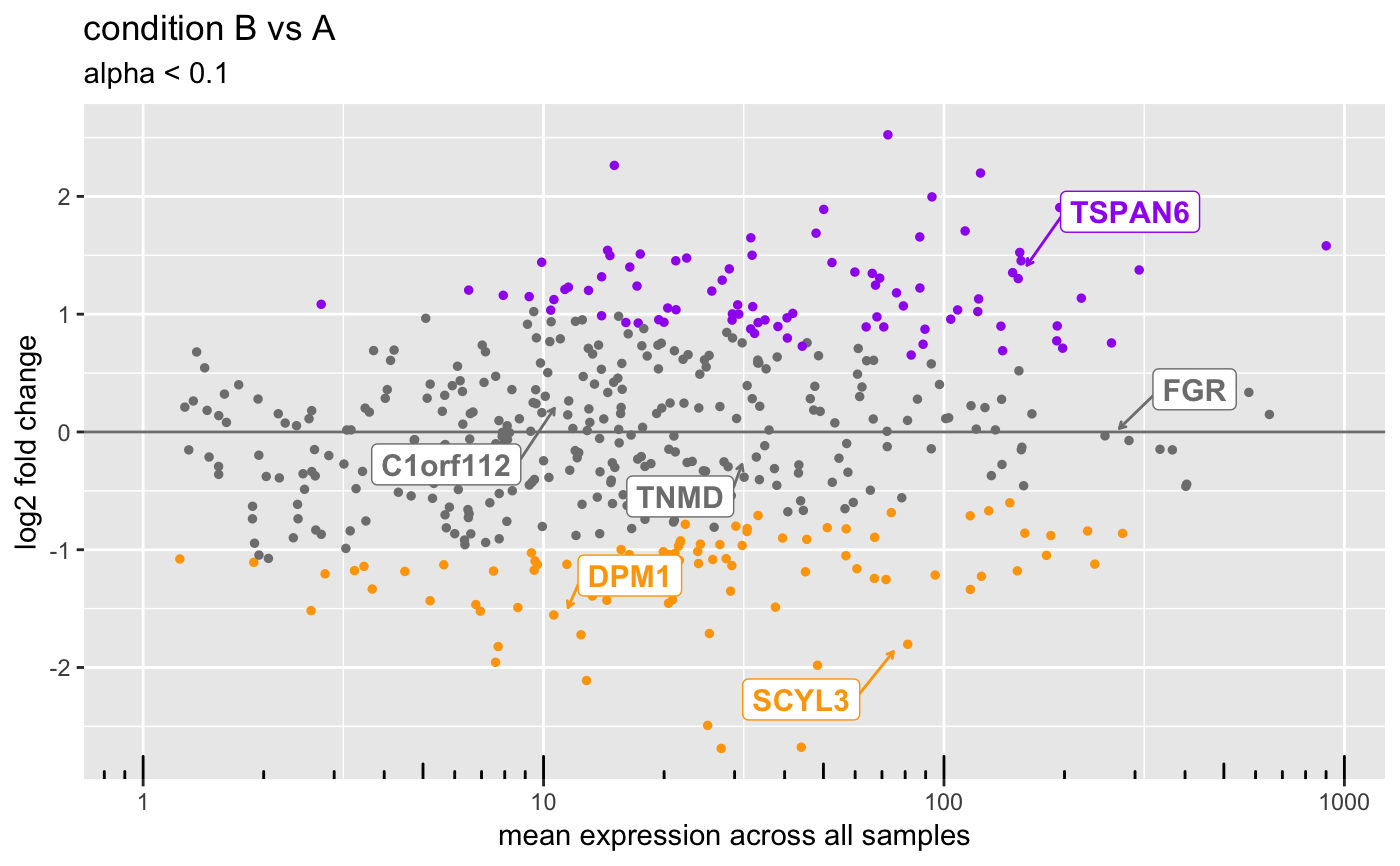 condition B vs A
alpha < 0.1
log2 fold change
2
1
0
-1
-2
TSPAN6
FGR
C1orf112
TNMD
DPM1
SCYL3
1
10
100
1000
mean expression across all samples